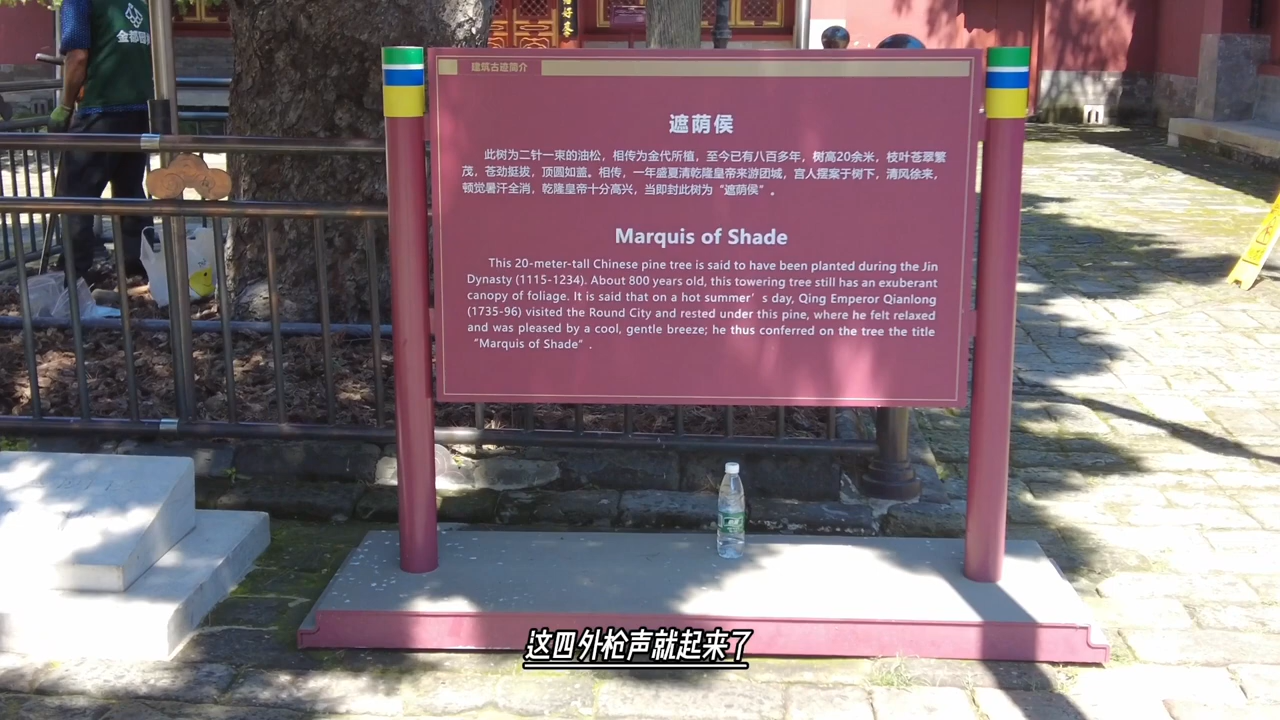 建筑古迹简介
遮荫侯
此树为二针一束的油松，相传为金代所植，至今已有八百多年，树高20余米，枝叶苍翠繁
茂，苍劲挺拔，顶圆如盖。相传，一年盛夏清乾隆皇帝来游团城，宫人摆案于树下，清风徐来，
顿觉暑汗全消，乾隆皇帝十分高兴，当即封此树为“遮荫侯”。
Marquis of Shade
This 20-meter-tall Chinese pine tree is said to have been planted during the Jin
Dynasty (1115-1234). About 800 years old, this towering tree still has an exuberant
canopy of foliage. It is said that on a hot summer’s day, Qing Emperor Qianlong
(1735-96) visited the Round City and rested under this pine, where he felt relaxed
and was pleased by a cool, gentle breeze; he thus conferred on the tree the title
“Marquis of Shade”.
这四外枪声就起来了